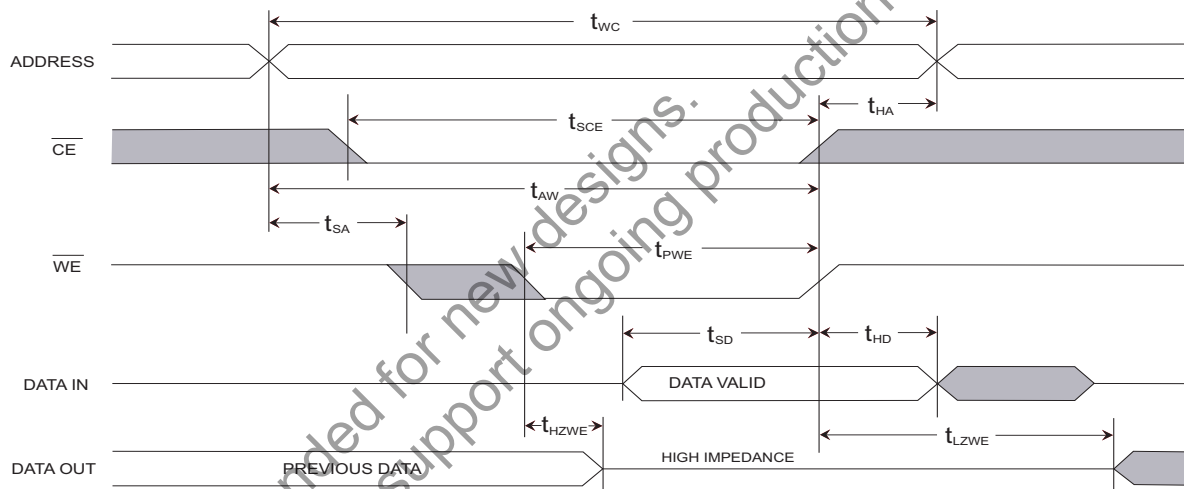 tWC
ADDRESS
tHA
tSCE
CE
tAW
tSA
tPWE
WE
tSD
tHD
DATA IN
DATA VALID
tHZWE
tLZWE
DATA OUT
PREVIOUS DATA
HIGH IMPEDANCE
nded for new designs.
support ongoing production